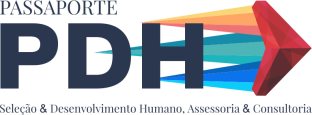 PASSAPORTE
PDH
Seleção & Desenvolvimento Humano, Assessoria & Consultoria